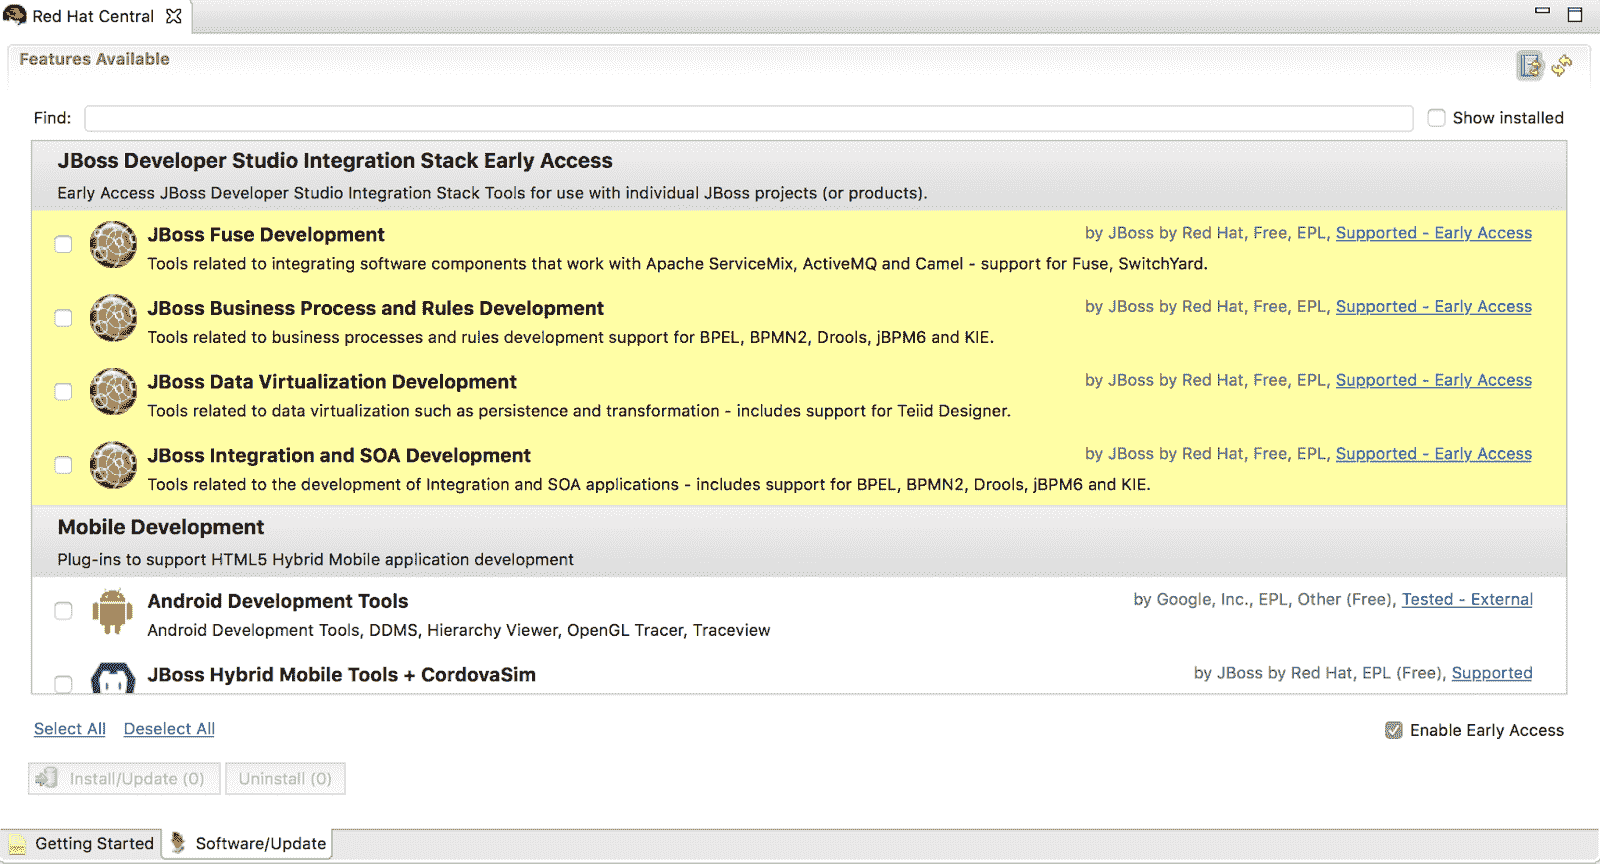 Red Hat Central
Features Available
Find:
Show installed
JBoss Developer Studio Integration Stack Early Access
Early Access JBoss Developer Studio Integration Stack Tools for use with individual JBoss projects (or products).
JBoss Fuse Development
by JBoss by Red Hat, Free, EPL, Supported - Early Access
Tools related to integrating software components that work with Apache ServiceMix, ActiveMQ and Camel - support for Fuse, SwitchYard.
JBoss Business Process and Rules Development
by JBoss by Red Hat, Free, EPL, Supported - Early Access
Tools related to business processes and rules development support for BPEL, BPMN2, Drools, jBPM6 and KIE.
JBoss Data Virtualization Development
by JBoss by Red Hat, Free, EPL, Supported - Early Access
Tools related to data virtualization such as persistence and transformation - includes support for Teiid Designer.
JBoss Integration and SOA Development
by JBoss by Red Hat, Free, EPL, Supported - Early Access
Tools related to the development of Integration and SOA applications - includes support for BPEL, BPMN2, Drools, jBPM6 and KIE.
Mobile Development
Plug-ins to support HTML5 Hybrid Mobile application development
Android Development Tools
by Google, Inc., EPL, Other (Free), Tested - External
Android Development Tools, DDMS, Hierarchy Viewer, OpenGL Tracer, Traceview
JBoss Hybrid Mobile Tools + CordovaSim
by JBoss by Red Hat, EPL (Free), Supported
Select All Deselect All
Enable Early Access
Install/Update (0) Uninstall (0)
Getting Started Software/Update